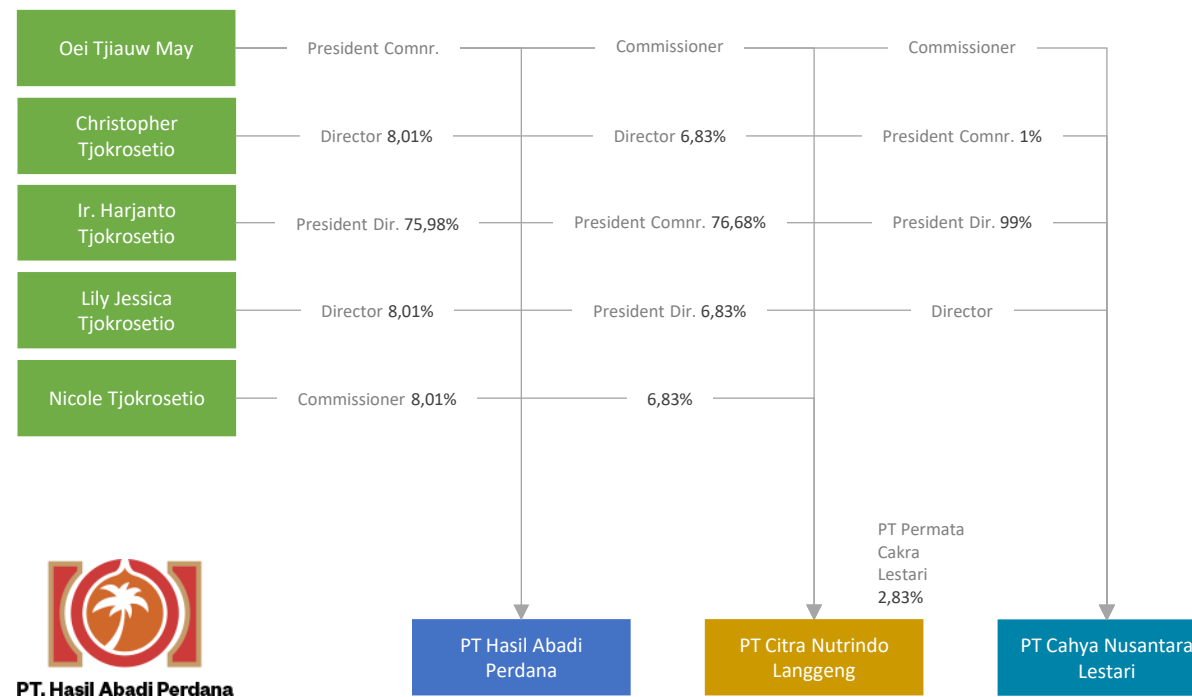 Oei Tjiauw May
President Comnr.
Commissioner
Commissioner
Christopher
Tjokrosetio
Director 8,01%
Director 6,83%
President Comnr. 1%
Ir. Harjanto
Tjokrosetio
President Dir. 75,98%
President Comnr. 76,68%
President Dir. 99%
Lily Jessica
Tjokrosetio
Director 8,01%
President Dir. 6,83%
Director
Nicole Tjokrosetio
Commissioner 8,01%
6,83%
PT Permata
Cakra
Lestari
2,83%
PT Hasil Abadi
Perdana
PT Citra Nutrindo
Langgeng
PT Cahya Nusantara
Lestari
PT. Hasil Abadi Perdana